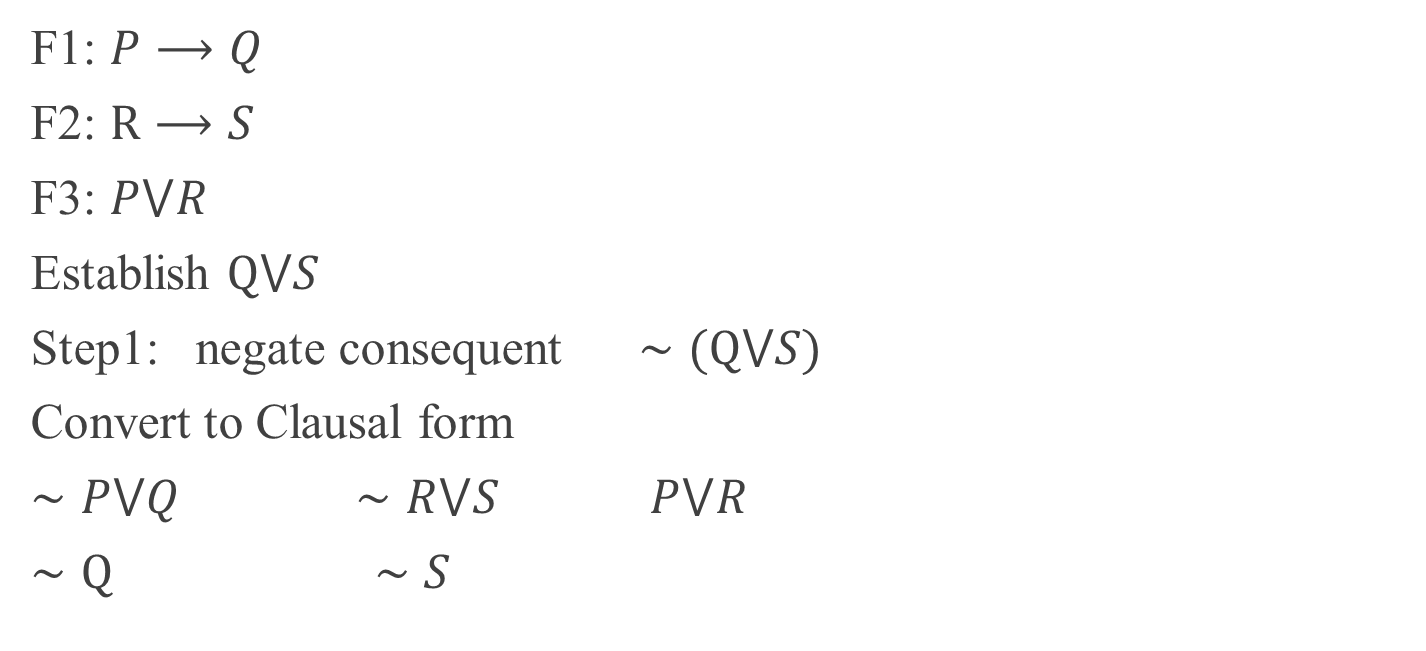 F1: P ⟶ Q
F2: R ⟶ S
F3: P⋁R
Establish Q⋁S
Step1: negate consequent ~ (Q⋁S)
Convert to Clausal form
~ P⋁Q ~ R⋁S P⋁R
~ Q ~ S